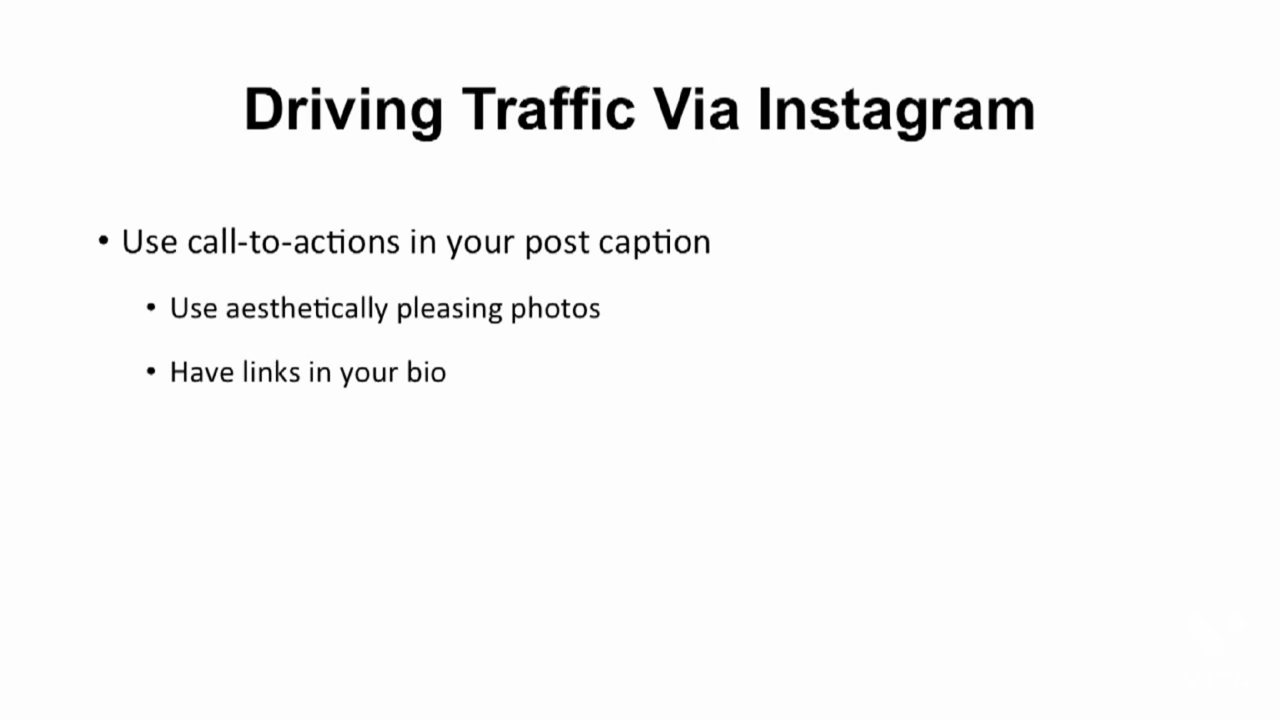 Driving Traffic Via Instagram
• Use call-to-actions in your post caption
• Use aesthetically pleasing photos
• Have links in your bio